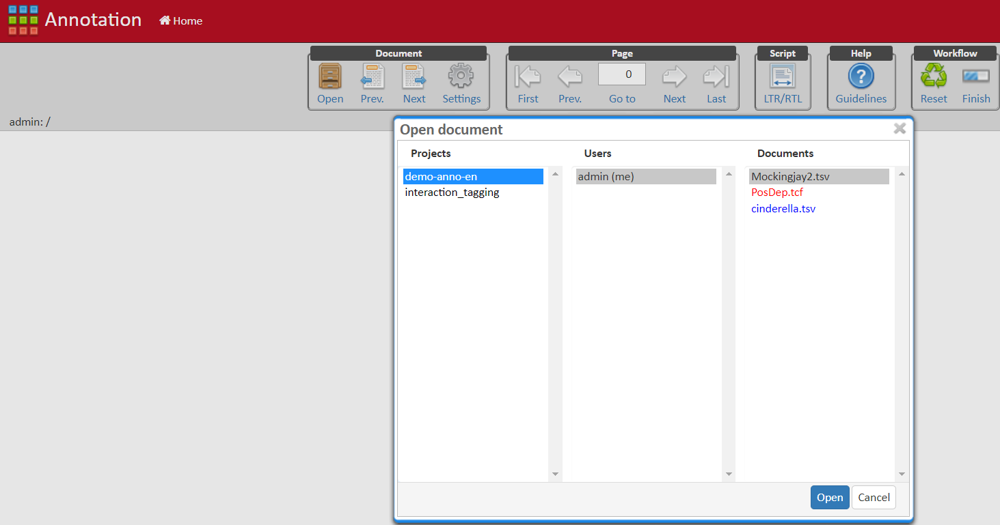 Annotation Home
Document Page Script Help Workflow
0
Open Prev. Next Settings First Prev. Go to Next Last LTR/RTL Guidelines Reset Finish
admin: /
Open document
Projects Users Documents
demo-anno-en admin (me) Mockingjay2.tsv
interaction_tagging PosDep.tcf
cinderella.tsv
Open Cancel